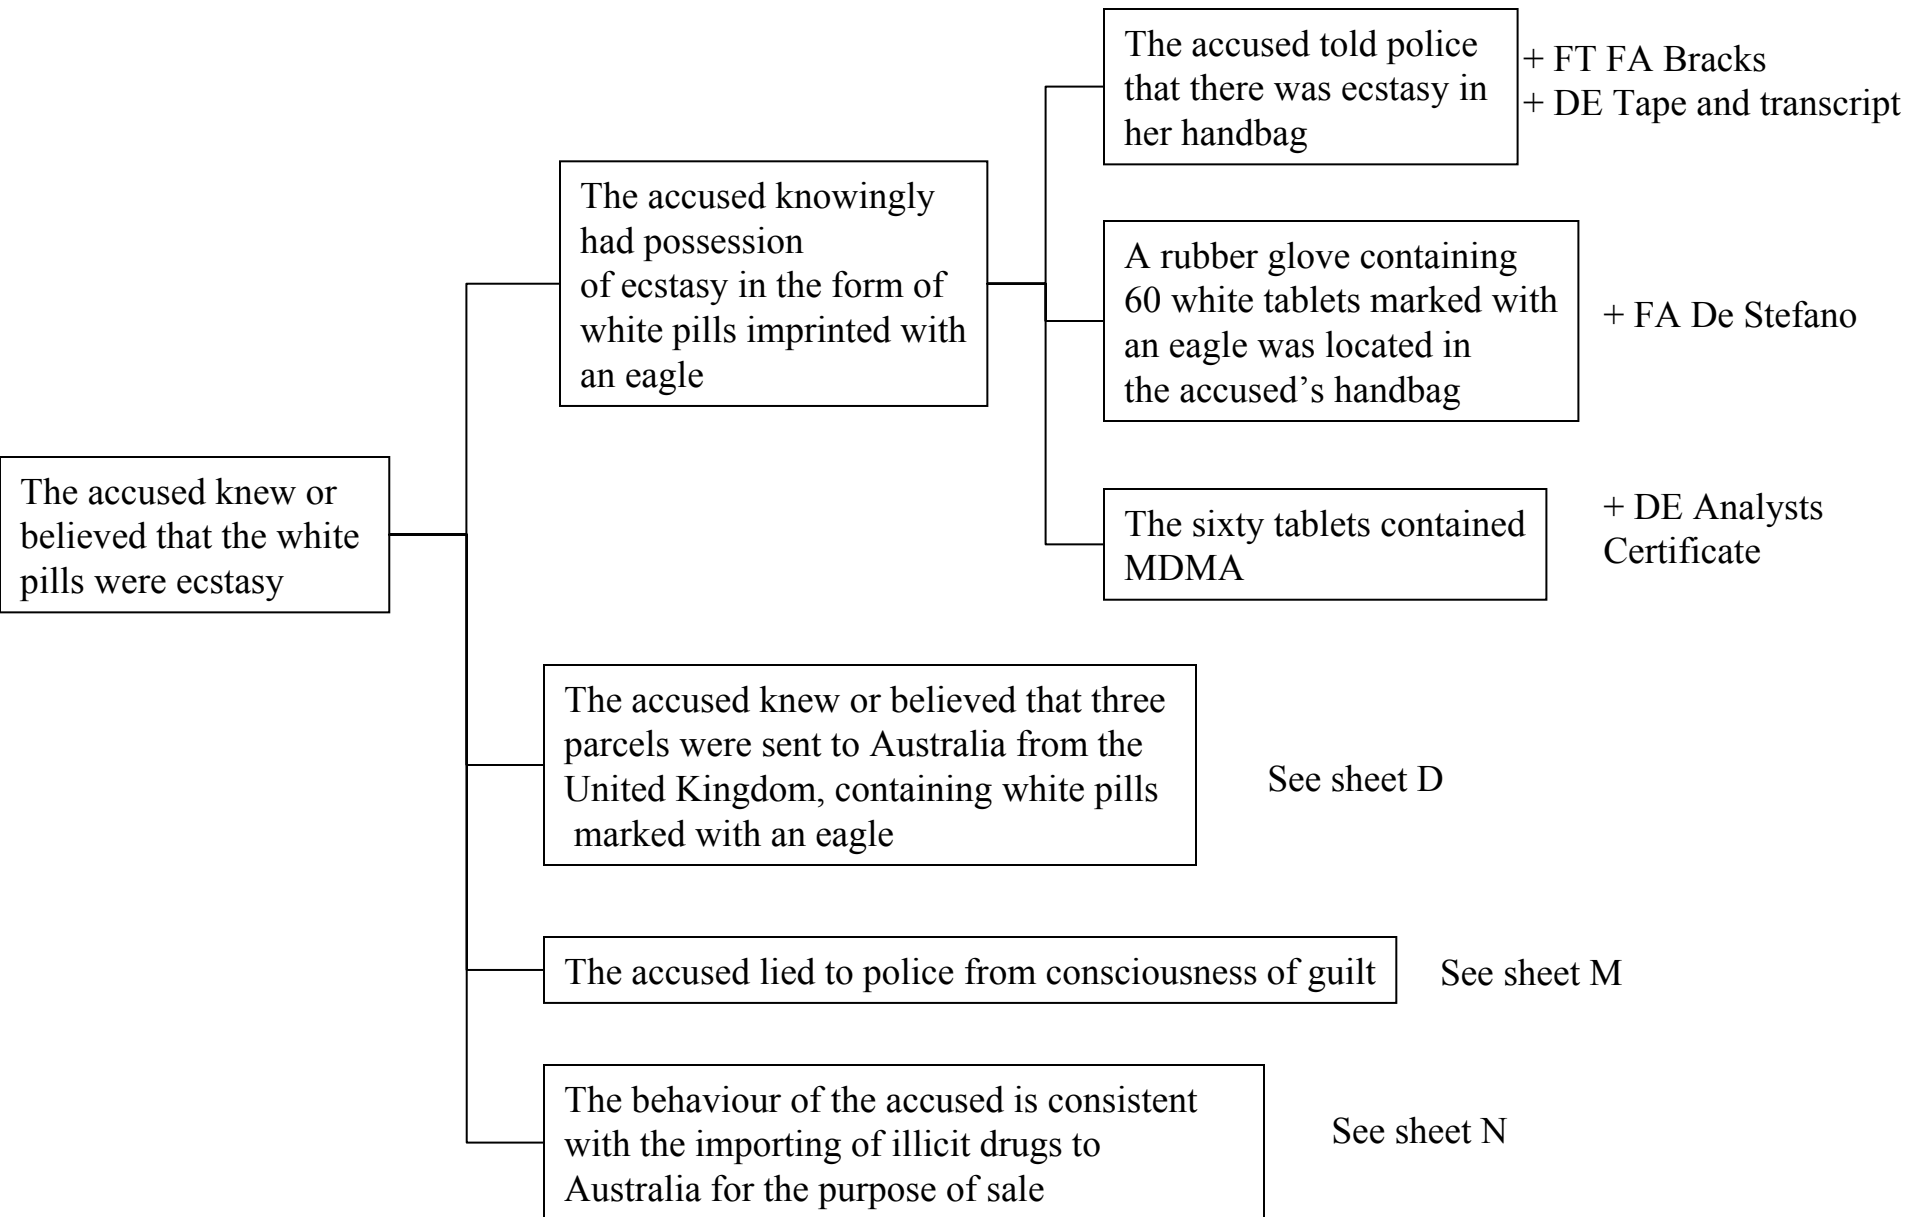 The accused told police
that there was ecstasy in
her handbag
+ FT FA Bracks
+ DE Tape and transcript
The accused knowingly
had possession
of ecstasy in the form of
white pills imprinted with
an eagle
A rubber glove containing
60 white tablets marked with
an eagle was located in
the accused’s handbag
+ FA De Stefano
The accused knew or
believed that the white
pills were ecstasy
The sixty tablets contained
MDMA
+ DE Analysts
Certificate
The accused knew or believed that three
parcels were sent to Australia from the
United Kingdom, containing white pills
marked with an eagle
See sheet D
The accused lied to police from consciousness of guilt
See sheet M
The behaviour of the accused is consistent
with the importing of illicit drugs to
Australia for the purpose of sale
See sheet N